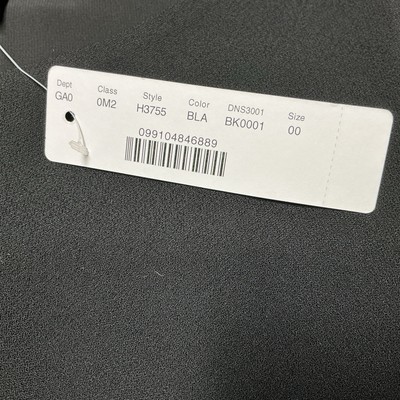 Dept Class Style Color DNS3001 Size
GA0 0M2 H3755 BLA BK0001 00
099104846889